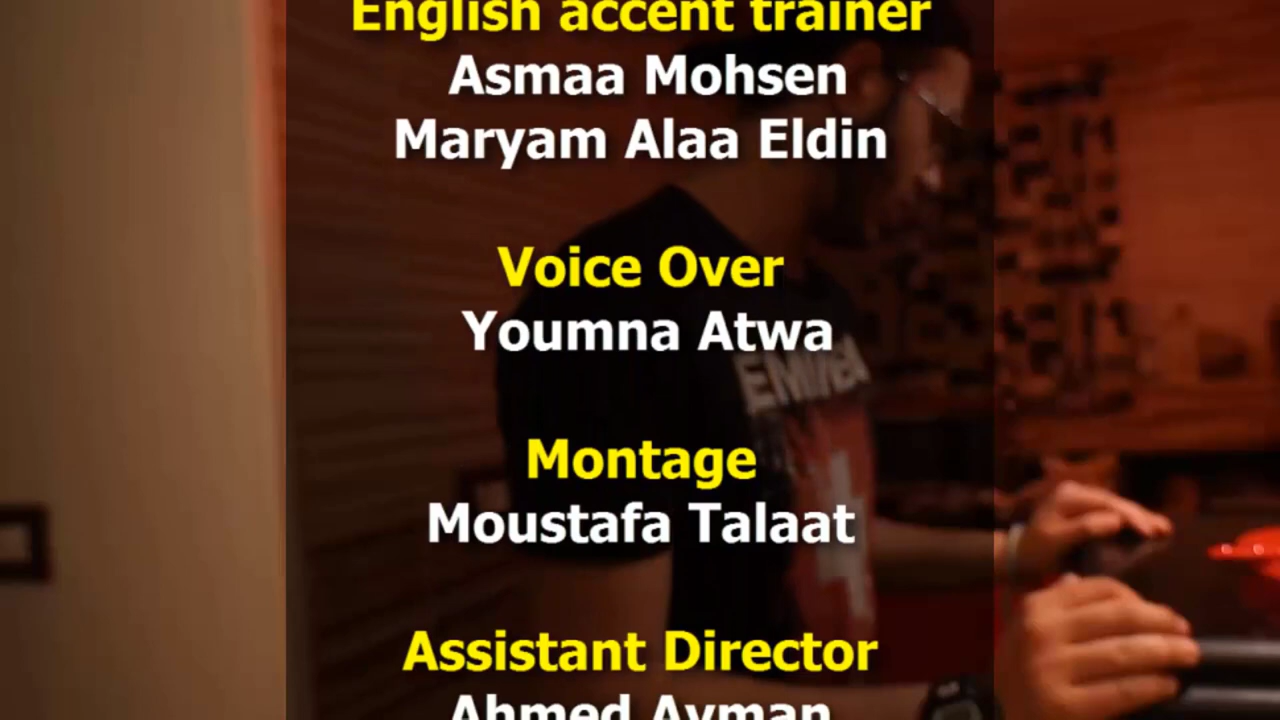 English accent trainer
Asmaa Mohsen
Maryam Alaa Eldin
Voice Over
Youmna Atwa
Montage
Moustafa Talaat
Assistant Director
Ahmed Ayman